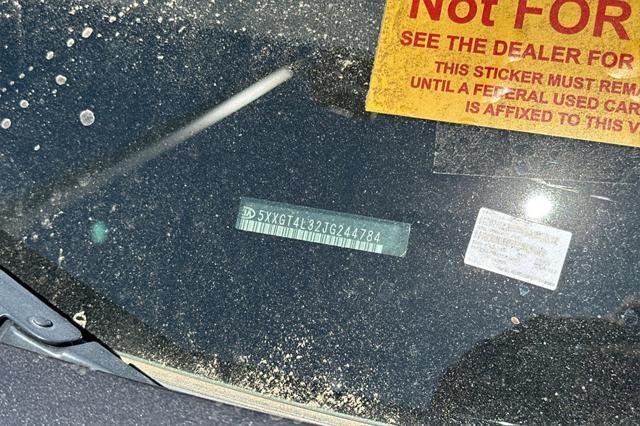 Not FOR
SEE THE DEALER FOR
THIS STICKER MUST REMA
UNTIL A FEDERAL USED CAR
IS AFFIXED TO THIS V
KIA 5XXGT4L32JG244784